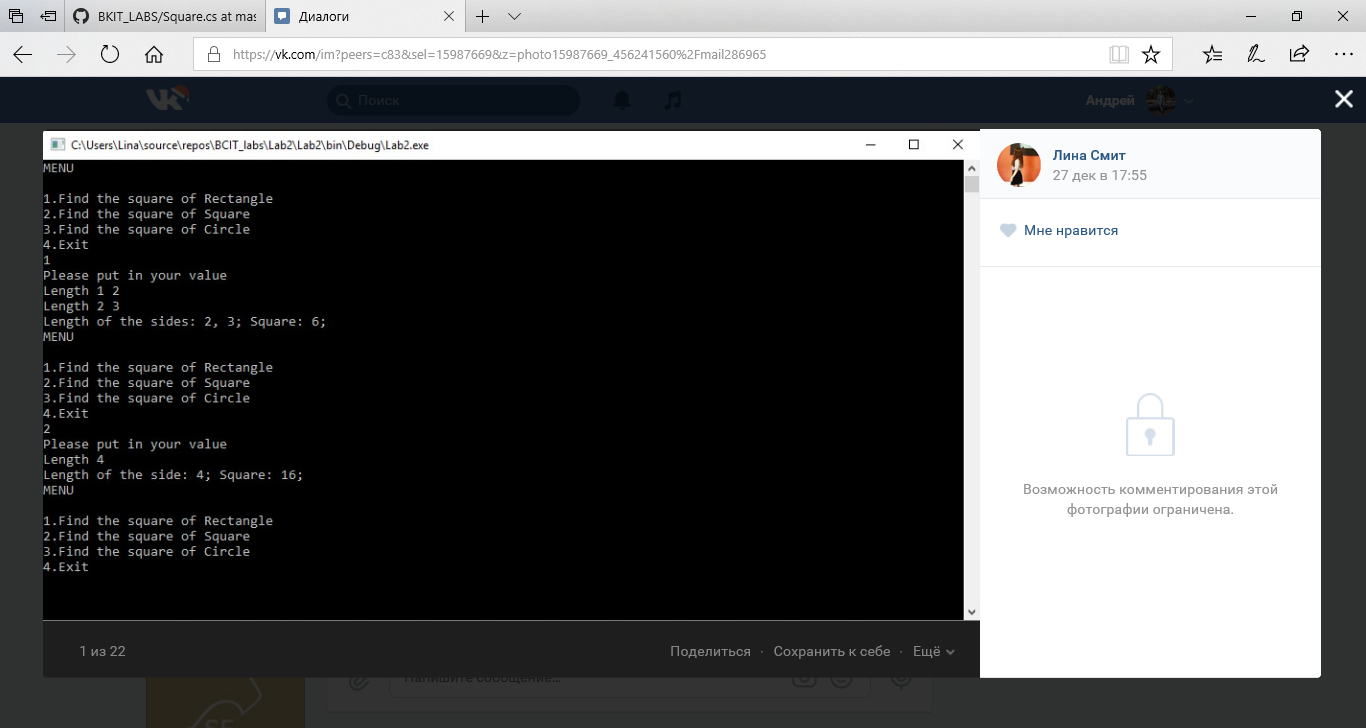 BKIT_LABS/Square.cs at mas
Диалоги
https://vk.com/im?peers=c83&sel=15987669&z=photo15987669_456241560%2Fmail286965
Поиск
Андрей
C:\Users\Lina\source\repos\BCIT_labs\Lab2\Lab2\bin\Debug\Lab2.exe
MENU
1.Find the square of Rectangle
2.Find the square of Square
3.Find the square of Circle
4.Exit
1
Please put in your value
Length 1 2
Length 2 3
Length of the sides: 2, 3; Square: 6;
MENU
1.Find the square of Rectangle
2.Find the square of Square
3.Find the square of Circle
4.Exit
2
Please put in your value
Length 4
Length of the side: 4; Square: 16;
MENU
1.Find the square of Rectangle
2.Find the square of Square
3.Find the square of Circle
4.Exit
Лина Смит
27 дек в 17:55
Мне нравится
Возможность комментирования этой
фотографии ограничена.
1 из 22
Поделиться · Сохранить к себе · Ещё
Напишите сообщение...